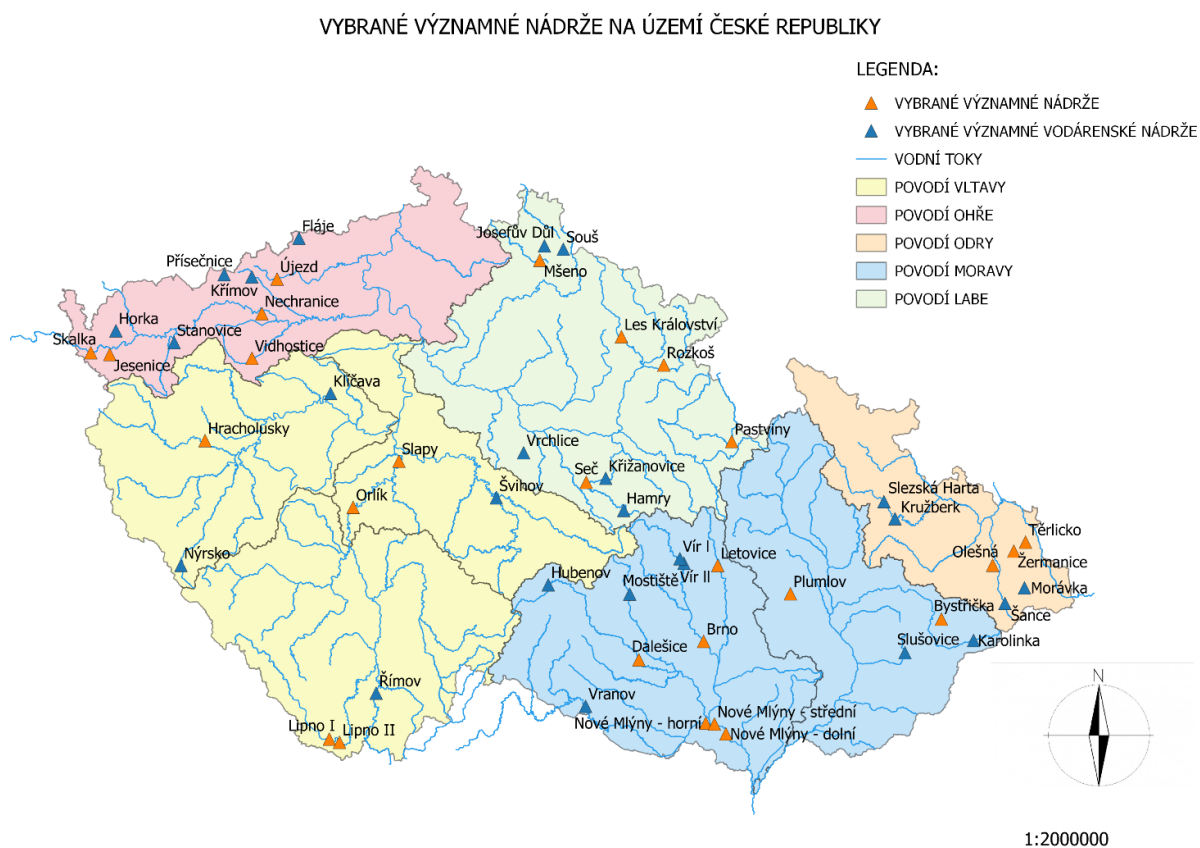 VYBRANÉ VÝZNAMNÉ NÁDRŽE NA ÚZEMÍ ČESKÉ REPUBLIKY
LEGENDA:
VYBRANÉ VÝZNAMNÉ NÁDRŽE
VYBRANÉ VÝZNAMNÉ VODÁRENSKÉ NÁDRŽE
VODNÍ TOKY
POVODÍ VLTAVY
POVODÍ OHŘE
POVODÍ ODRY
POVODÍ MORAVY
POVODÍ LABE
Fláje
Josefův Důl
Souš
Přísečnice
Újezd
Mšeno
Křímov
Nechranice
Horka
Stanovice
Les Království
Skalka
Vidhostice
Rozkoš
Jesenice
Klíčava
Hracholusky
Pastviny
Vrchlice
Slapy
Seč
Křižanovice
Švihov
Slezská Harta
Orlík
Hamry
Kružberk
Těrlicko
Nýrsko
Vír I
Letovice
Olešná
Žermanice
Hubenov
Mostiště
Vír II
Plumlov
Morávka
Bystřička
Šance
Brno
Slušovice
Karolinka
Dalešice
Římov
Vranov
N
Lipno I
Lipno II
Nové Mlýny - horní
Nové Mlýny - střední
Nové Mlýny - dolní
1:2000000